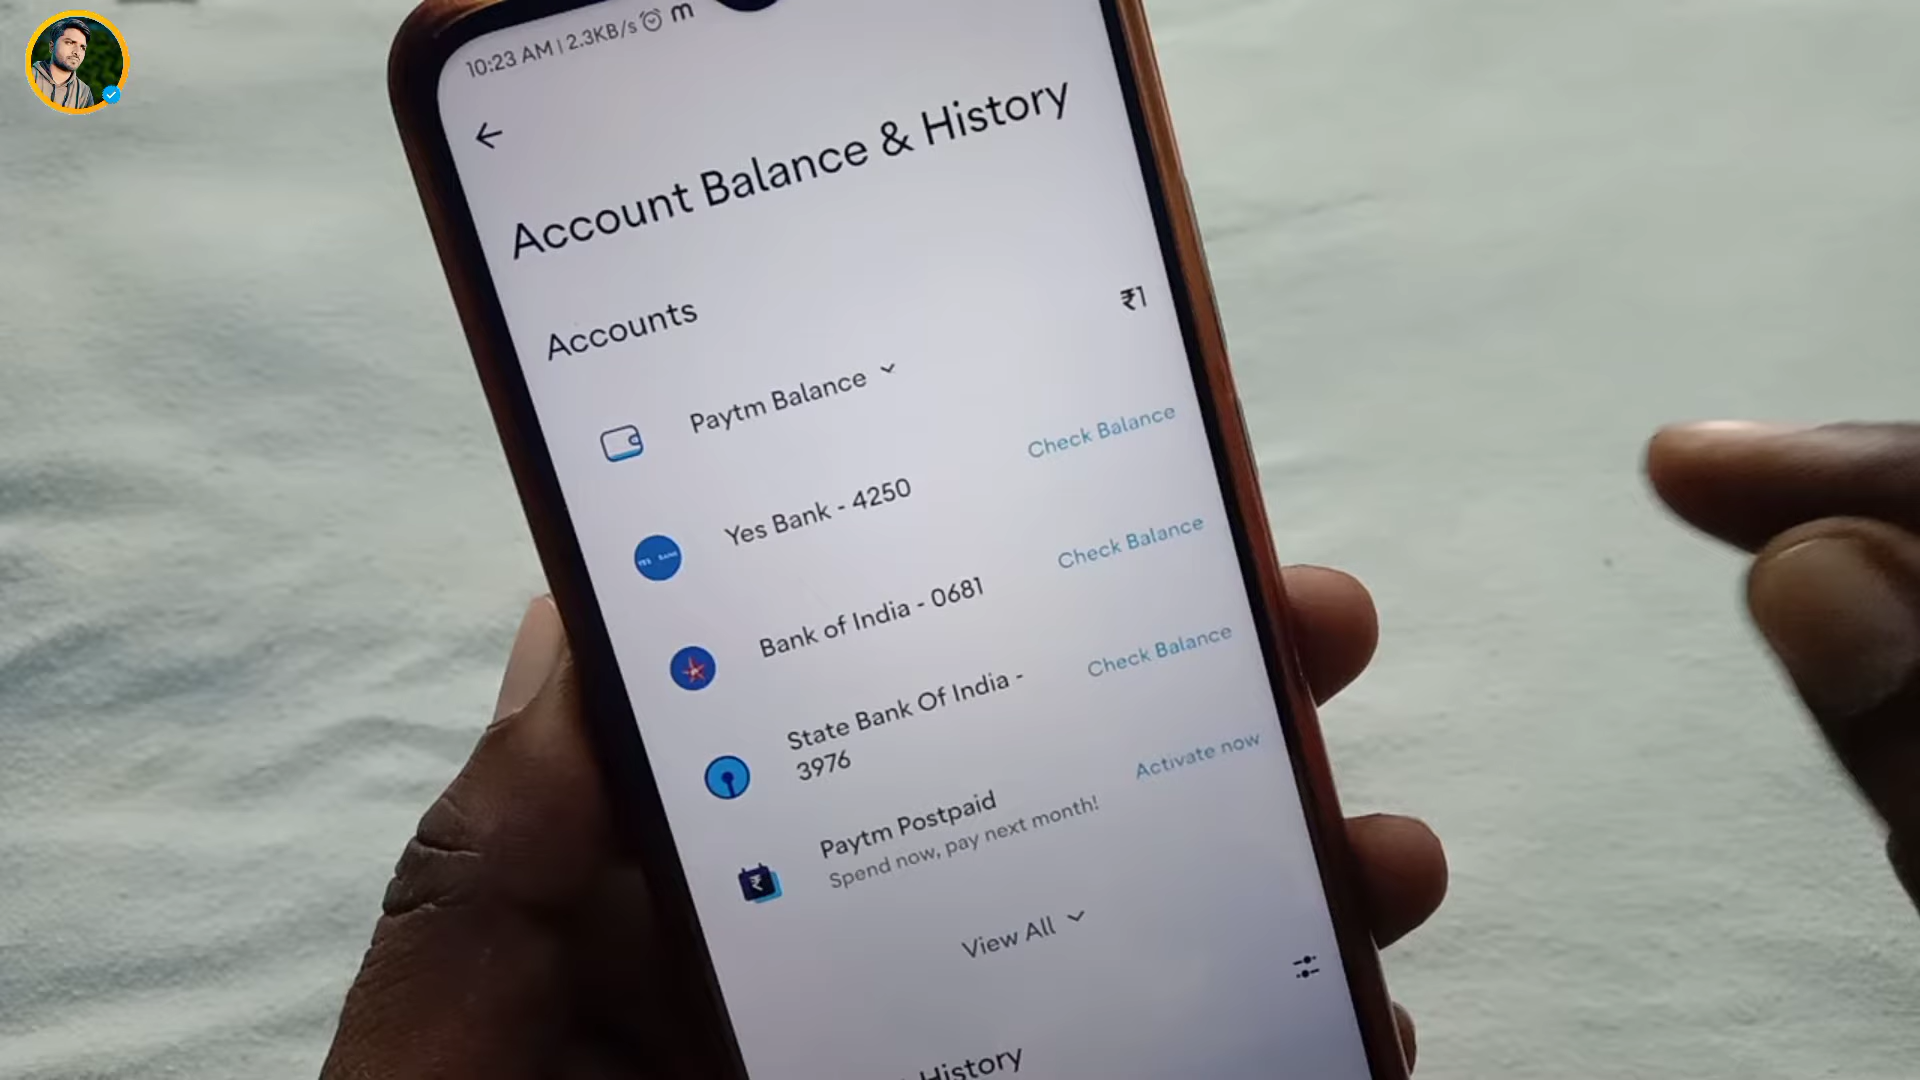 10:23 AM | 2.3KB/s
Account Balance & History
Accounts
Paytm Balance
₹1
Yes Bank - 4250
Check Balance
YES BANK
Bank of India - 0681
Check Balance
State Bank Of India -
3976
Check Balance
Paytm Postpaid
Spend now, pay next month!
Activate now
View All
History